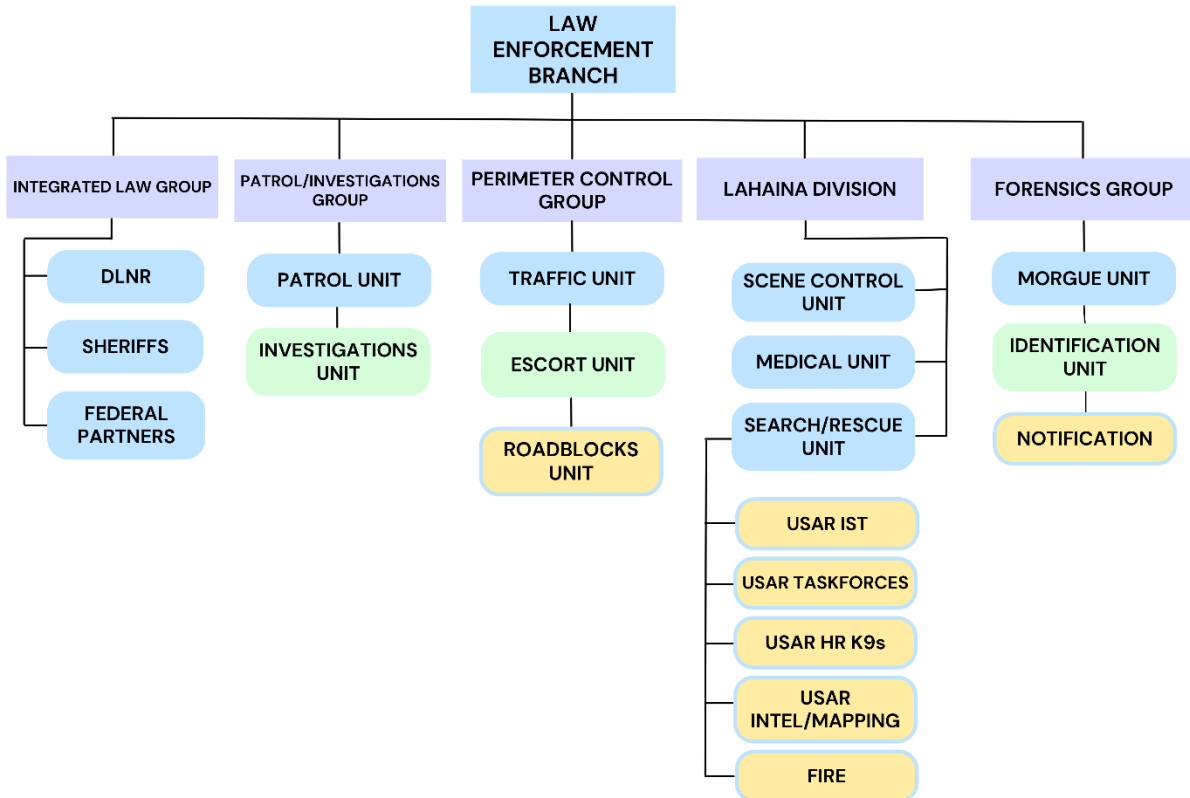 LAW
ENFORCEMENT
BRANCH
INTEGRATED LAW GROUP
DLNR
SHERIFFS
FEDERAL
PARTNERS
PATROL/INVESTIGATIONS
GROUP
PATROL UNIT
INVESTIGATIONS
UNIT
PERIMETER CONTROL
GROUP
TRAFFIC UNIT
ESCORT UNIT
ROADBLOCKS
UNIT
LAHAINA DIVISION
SCENE CONTROL
UNIT
MEDICAL UNIT
SEARCH/RESCUE
UNIT
USAR IST
USAR TASKFORCES
USAR HR K9s
USAR
INTEL/MAPPING
FIRE
FORENSICS GROUP
MORGUE UNIT
IDENTIFICATION
UNIT
NOTIFICATION